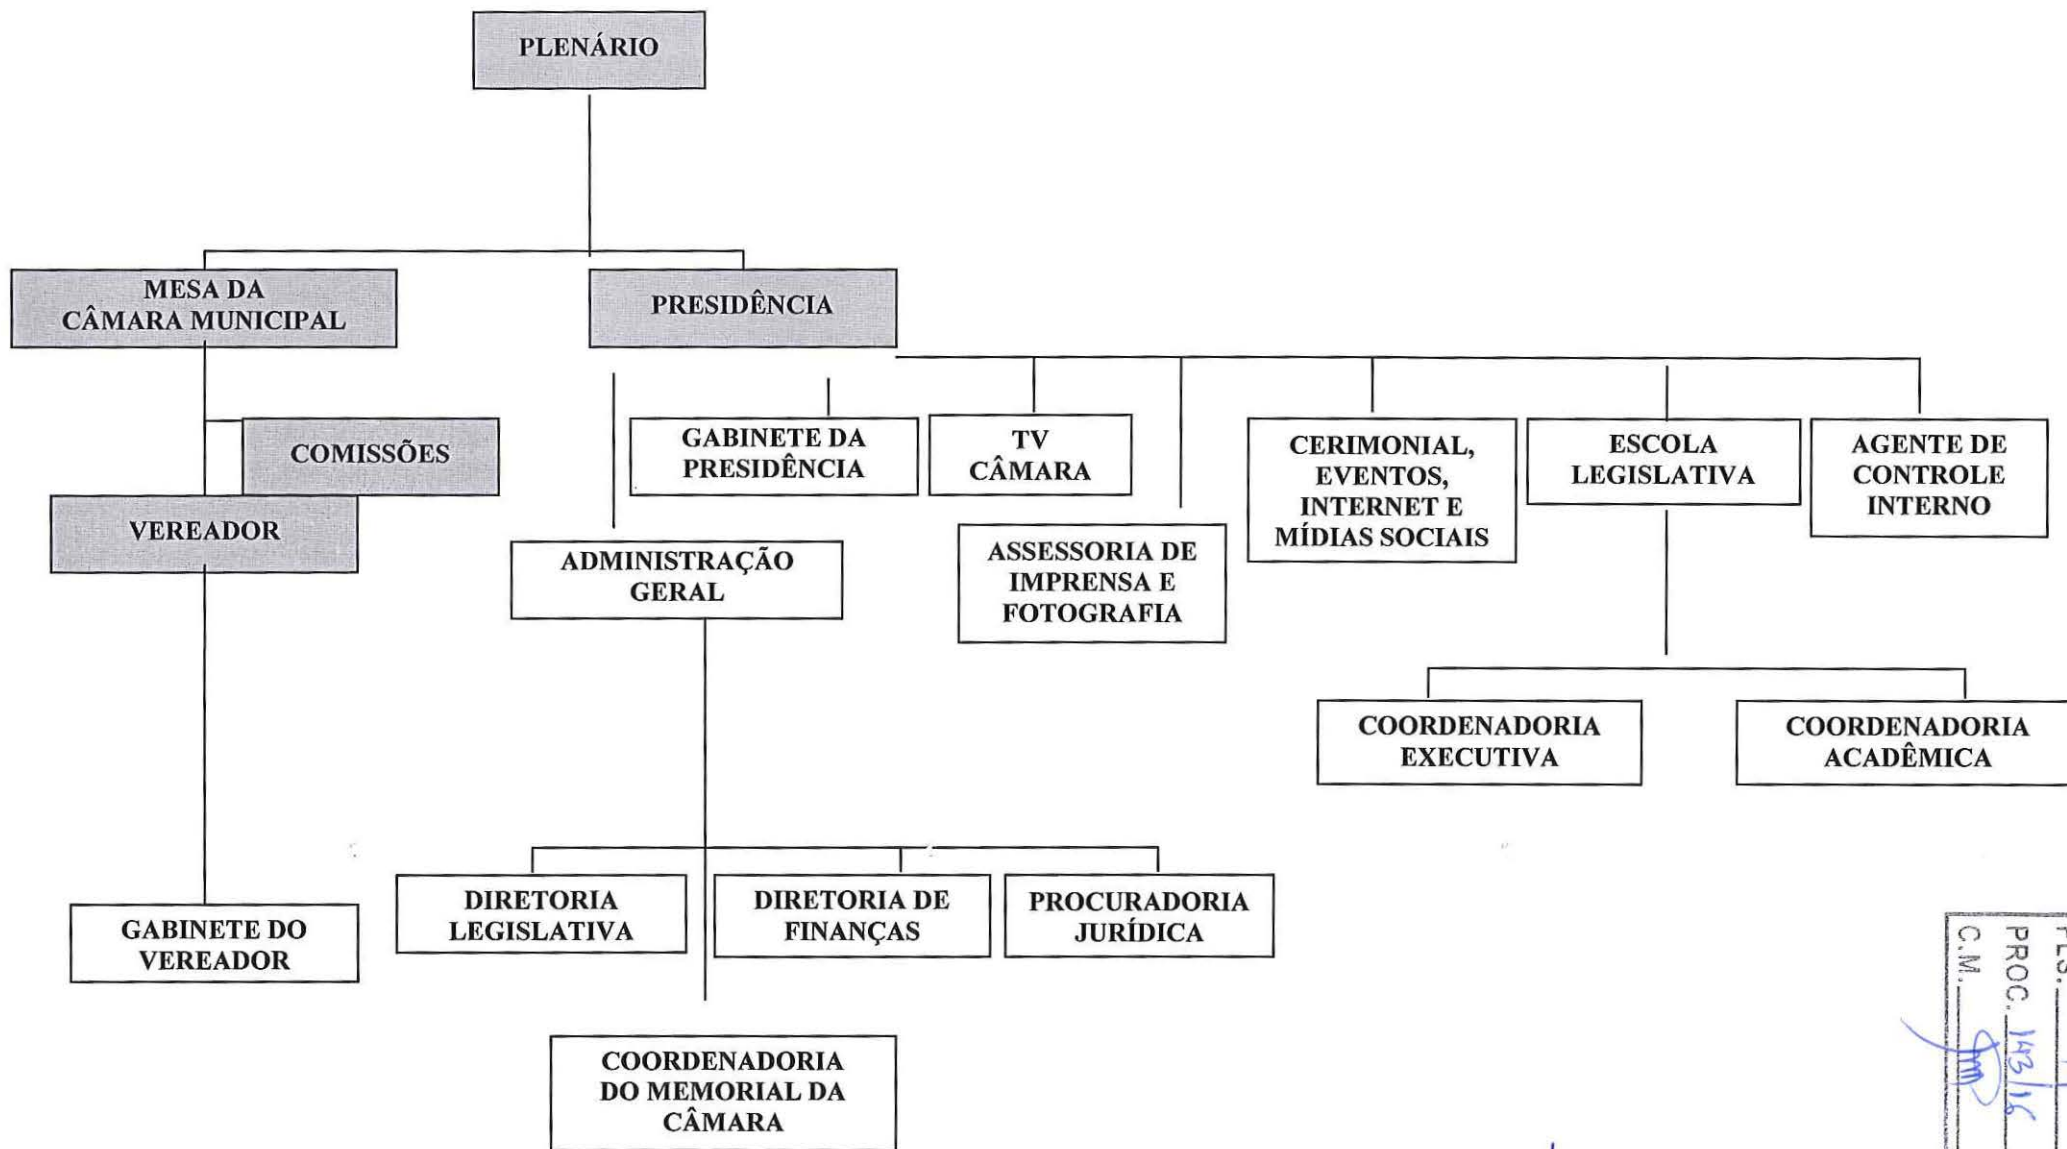 PLENÁRIO
MESA DA
CÂMARA MUNICIPAL
PRESIDÊNCIA
COMISSÕES
VEREADOR
GABINETE DO
VEREADOR
GABINETE DA
PRESIDÊNCIA
TV
CÂMARA
ASSESSORIA DE
IMPRENSA E
FOTOGRAFIA
CERIMONIAL,
EVENTOS,
INTERNET E
MÍDIAS SOCIAIS
ESCOLA
LEGISLATIVA
AGENTE DE
CONTROLE
INTERNO
ADMINISTRAÇÃO
GERAL
COORDENADORIA
EXECUTIVA
COORDENADORIA
ACADÊMICA
DIRETORIA
LEGISLATIVA
DIRETORIA DE
FINANÇAS
PROCURADORIA
JURÍDICA
COORDENADORIA
DO MEMORIAL DA
CÂMARA
PROC. 143/16
C.M.